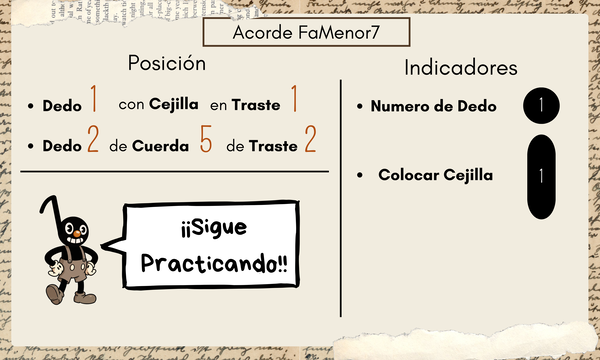 Acorde FaMenor7
Posición
Dedo 1 con Cejilla en Traste 1
Dedo 2 de Cuerda 5 de Traste 2
¡¡Sigue
Practicando!!
Indicadores
Numero de Dedo 1
Colocar Cejilla 1